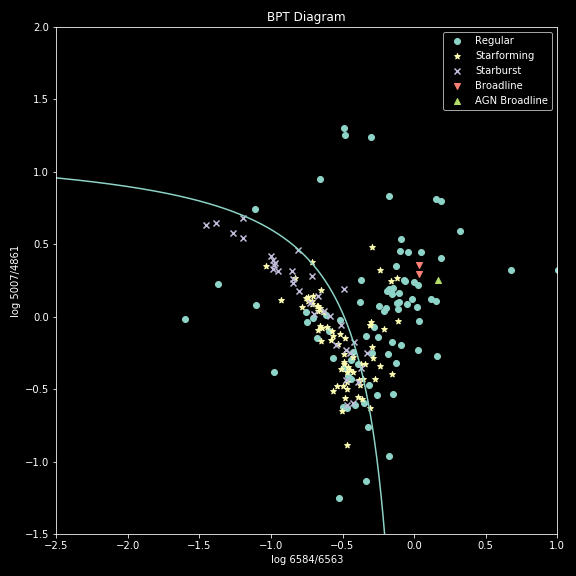 BPT Diagram
2.0
1.5
1.0
0.5
0.0
−0.5
−1.0
−1.5
log 5007/4861
−2.5
−2.0
−1.5
−1.0
−0.5
0.0
0.5
1.0
log 6584/6563
Regular
Starforming
Starburst
Broadline
AGN Broadline